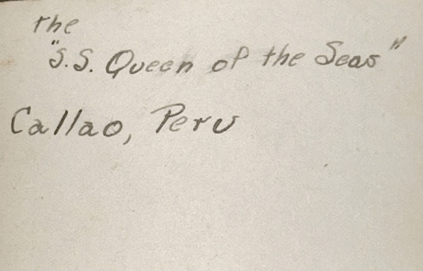 the
"S.S. Queen of the Seas"
Callao, Peru